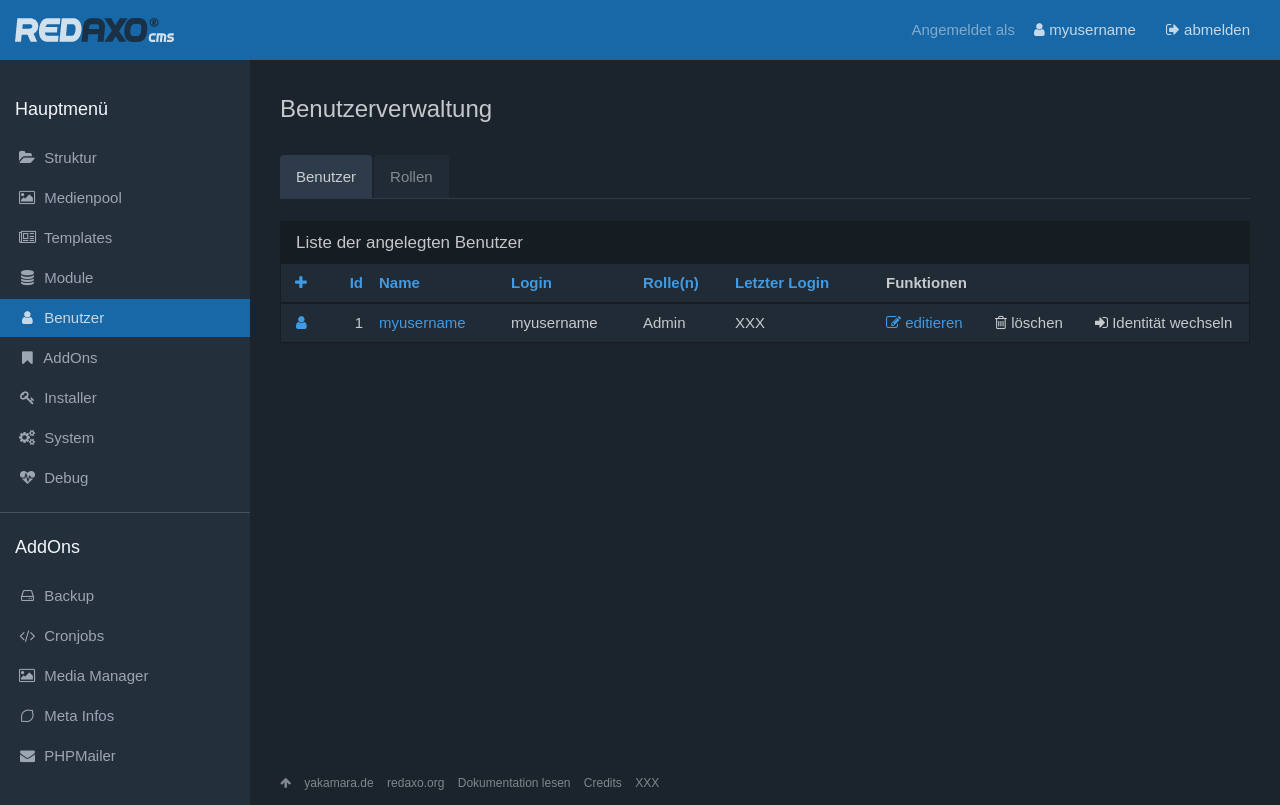 REDAXO® cms Angemeldet als myusername abmelden
Hauptmenü
Struktur
Medienpool
Templates
Module
Benutzer
AddOns
Installer
System
Debug
AddOns
Backup
Cronjobs
Media Manager
Meta Infos
PHPMailer
Benutzerverwaltung
Benutzer Rollen
Liste der angelegten Benutzer
Id Name Login Rolle(n) Letzter Login Funktionen
1 myusername myusername Admin XXX editieren löschen Identität wechseln
yakamara.de redaxo.org Dokumentation lesen Credits XXX